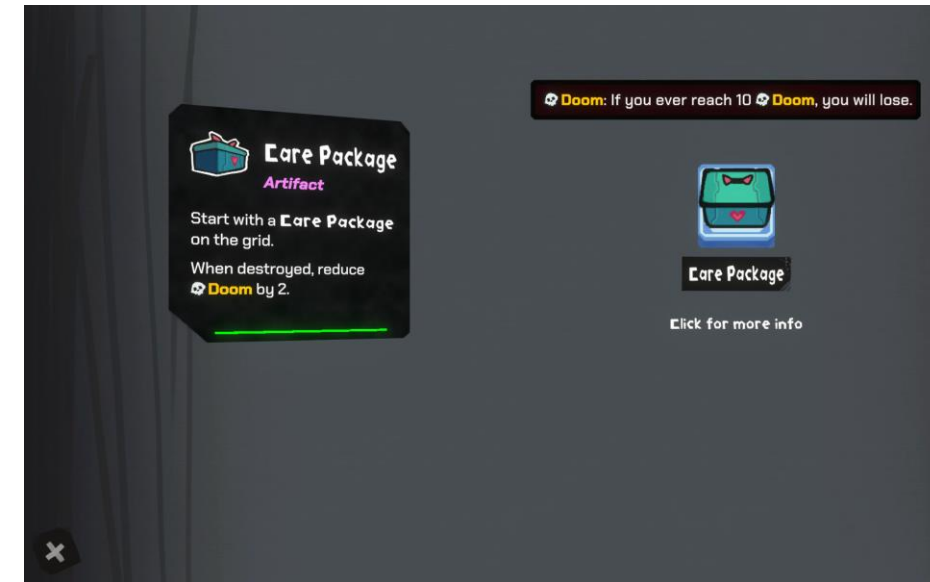 Care Package
Artifact
Start with a Care Package
on the grid.
When destroyed, reduce
Doom by 2.
Doom: If you ever reach 10 Doom, you will lose.
Care Package
Click for more info